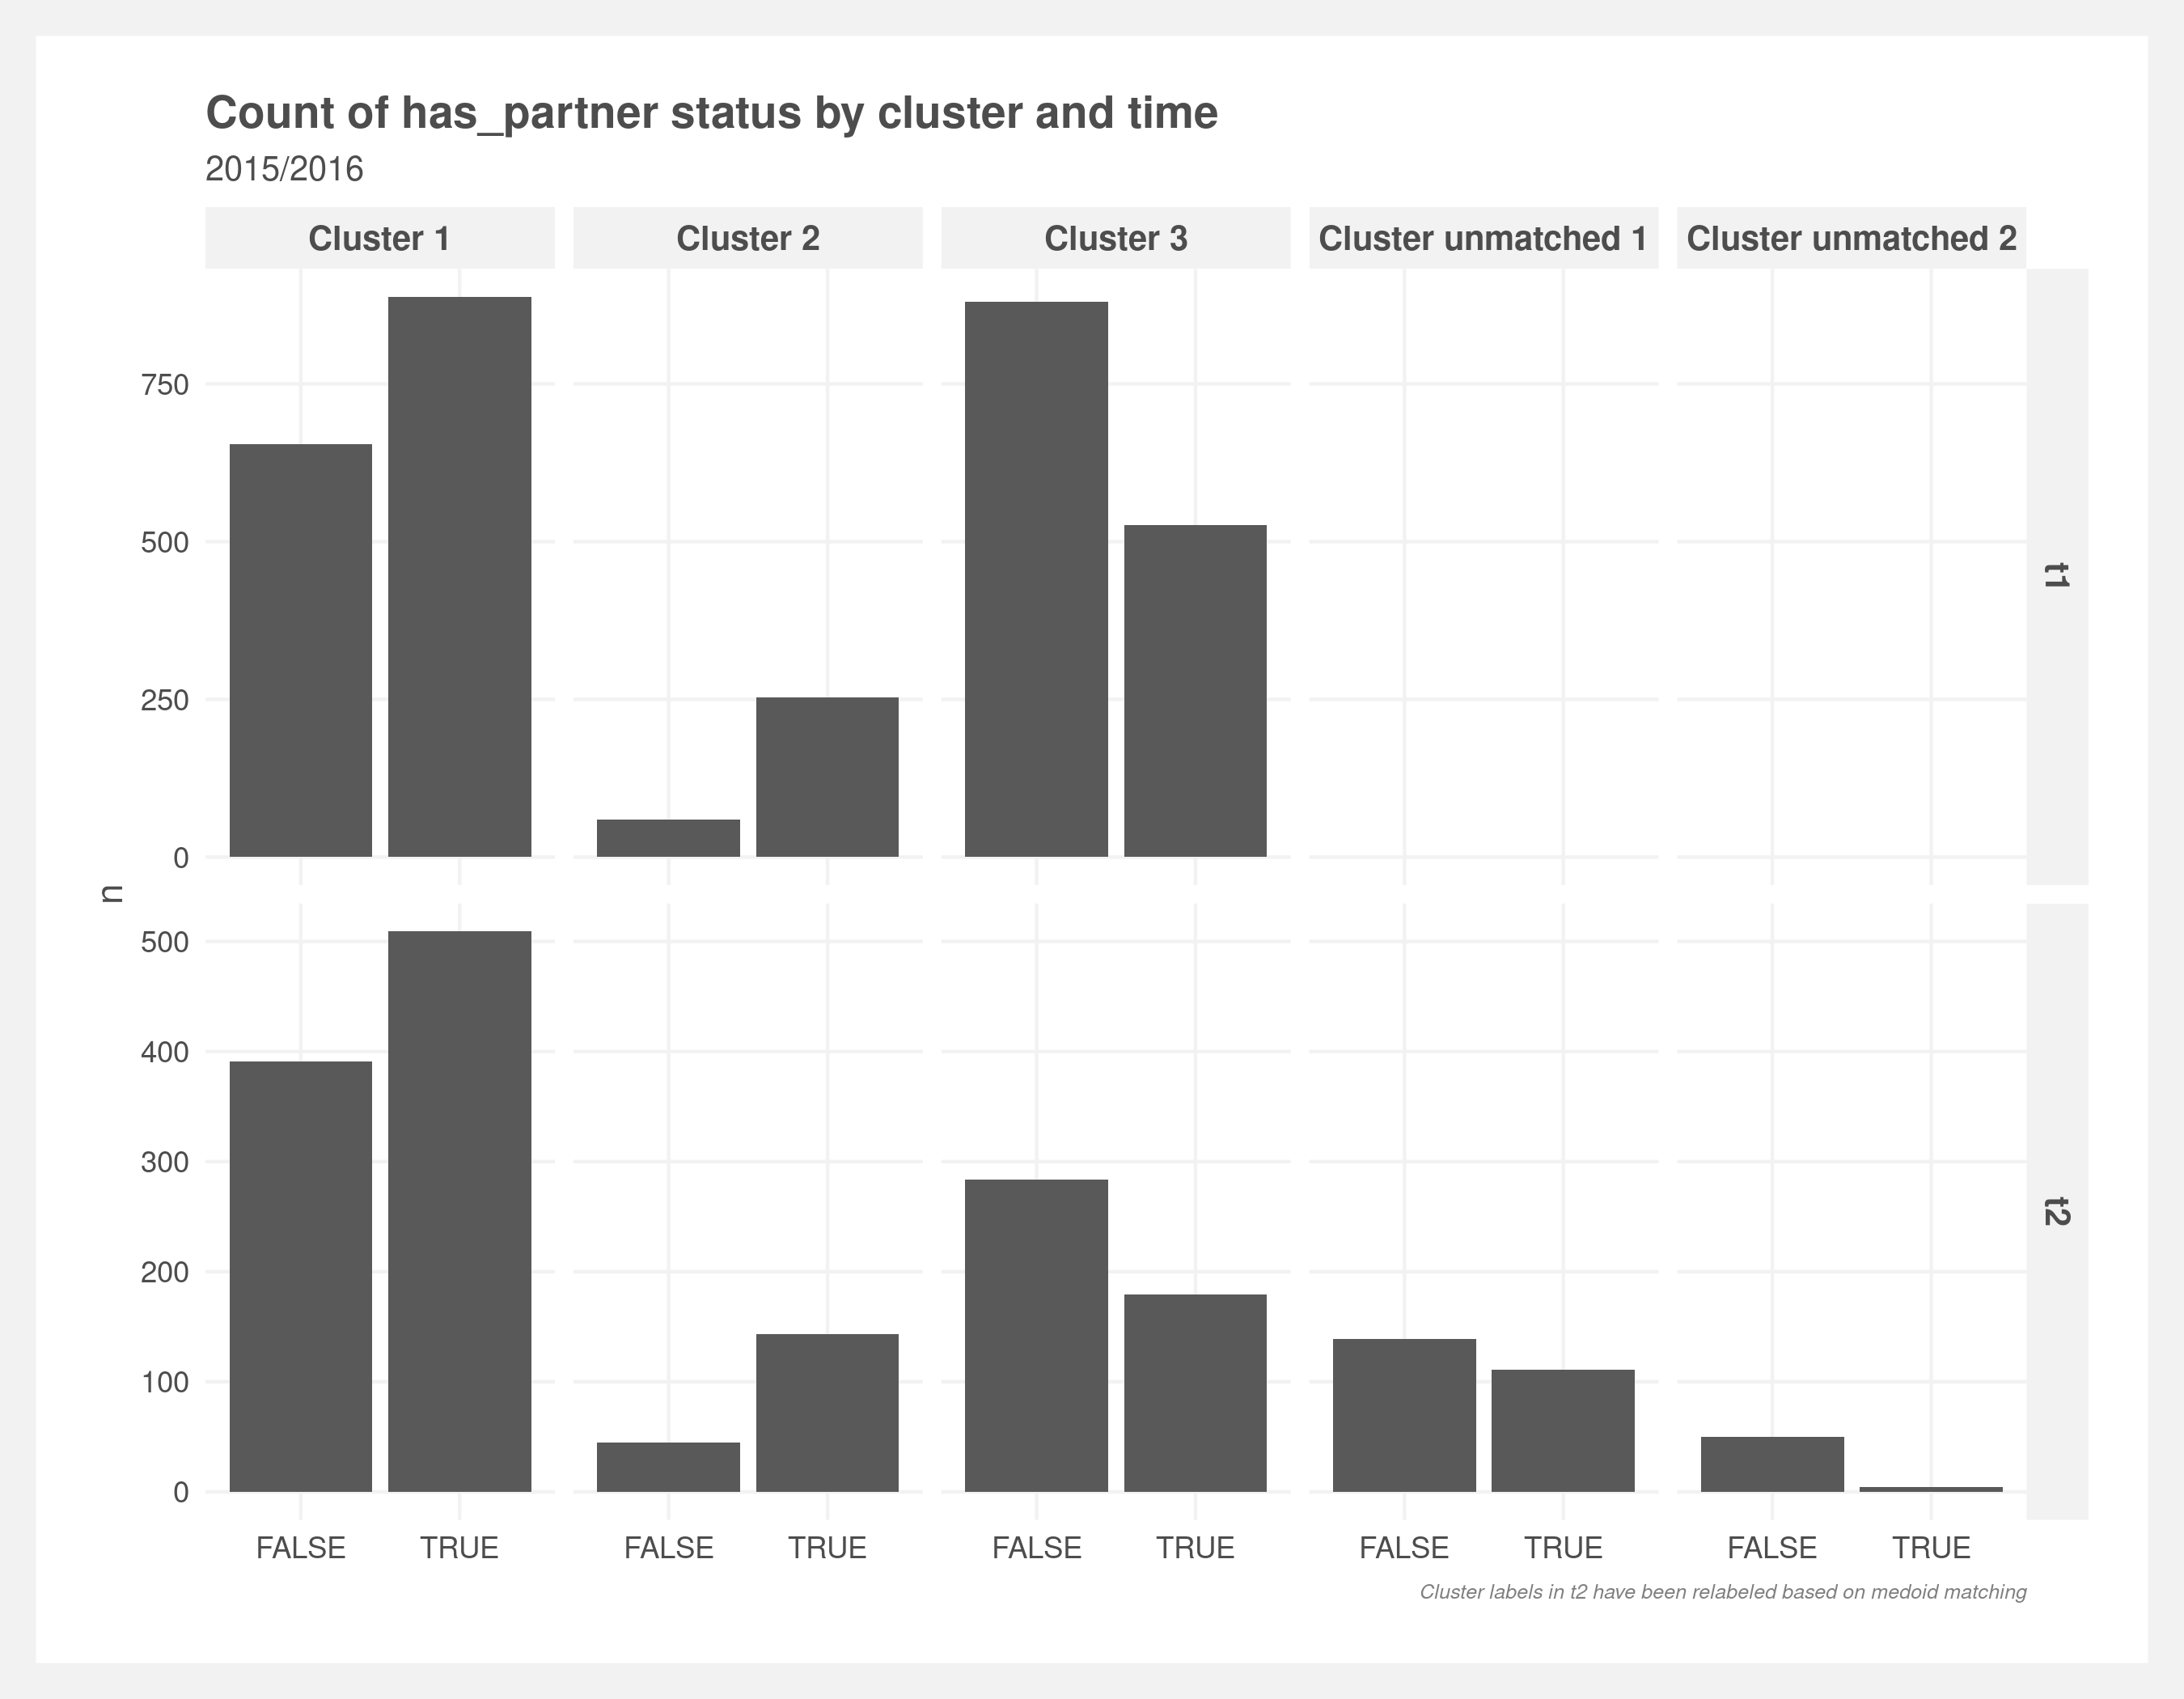 Count of has_partner status by cluster and time
2015/2016
Cluster 1 Cluster 2 Cluster 3 Cluster unmatched 1 Cluster unmatched 2
750
500
250
0
t1
n
500
400
300
200
100
0
t2
FALSE TRUE FALSE TRUE FALSE TRUE FALSE TRUE FALSE TRUE
Cluster labels in t2 have been relabeled based on medoid matching